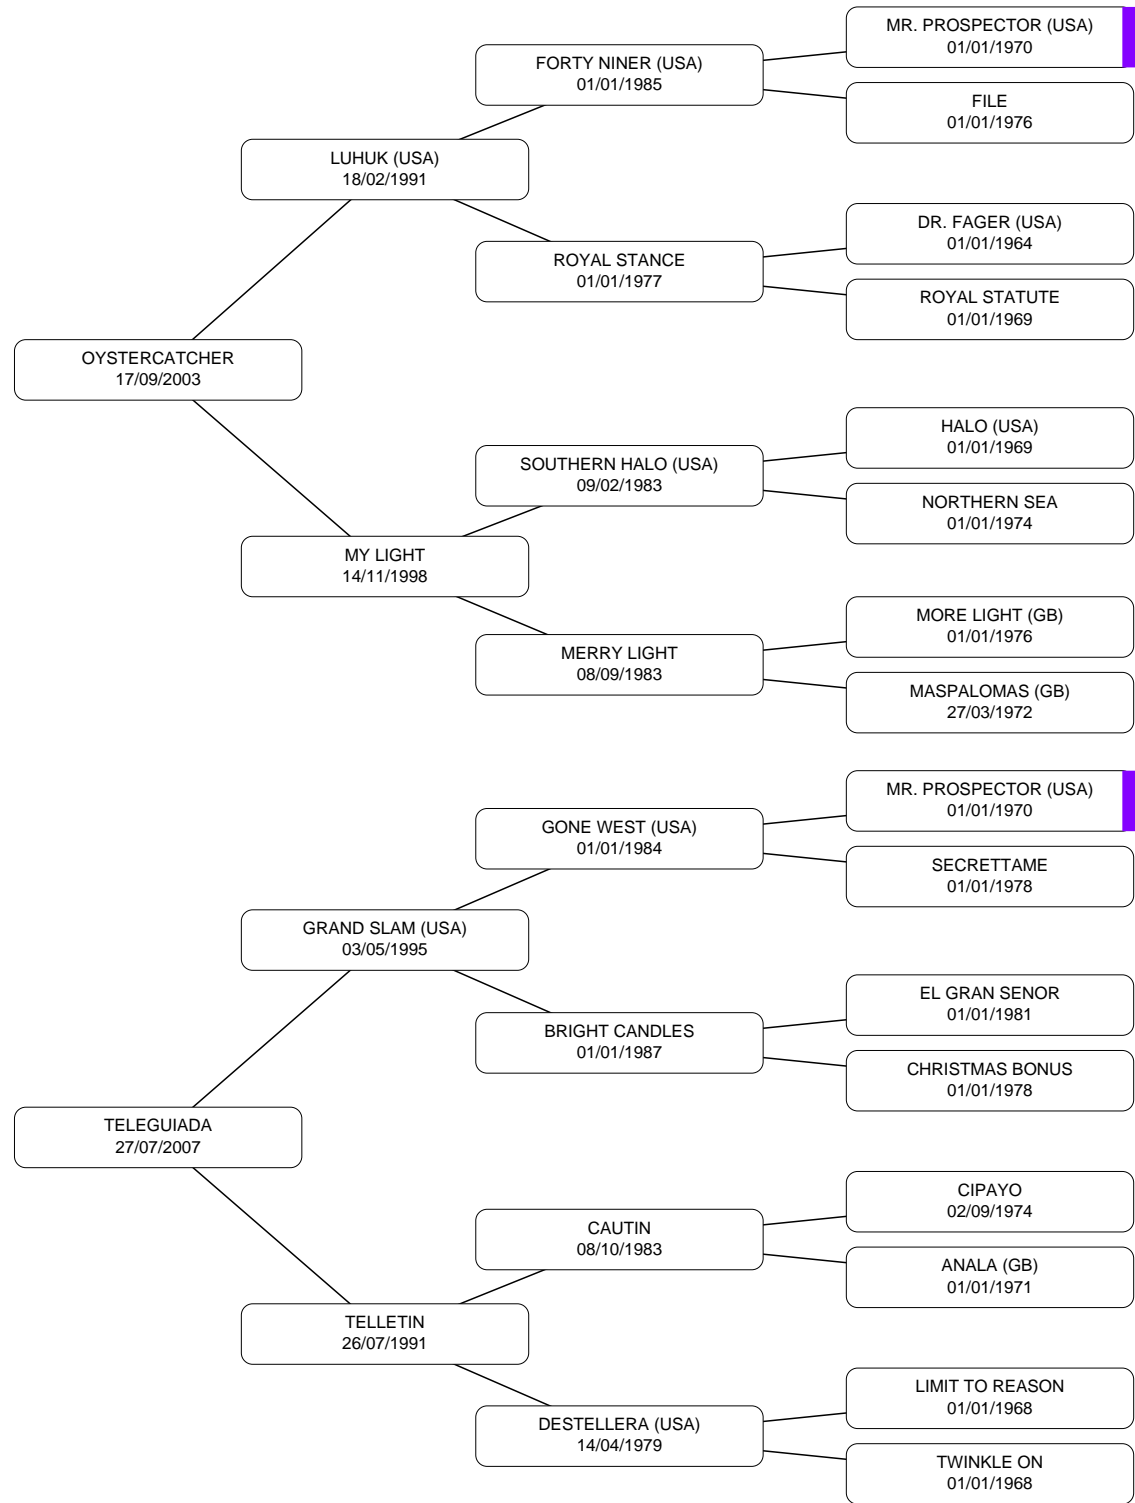 MR. PROSPECTOR (USA)
01/01/1970
FORTY NINER (USA)
01/01/1985
FILE
01/01/1976
LUHUK (USA)
18/02/1991
DR. FAGER (USA)
01/01/1964
ROYAL STANCE
01/01/1977
ROYAL STATUTE
01/01/1969
OYSTERCATCHER
17/09/2003
HALO (USA)
01/01/1969
SOUTHERN HALO (USA)
09/02/1983
NORTHERN SEA
01/01/1974
MY LIGHT
14/11/1998
MORE LIGHT (GB)
01/01/1976
MERRY LIGHT
08/09/1983
MASPALOMAS (GB)
27/03/1972
MR. PROSPECTOR (USA)
01/01/1970
GONE WEST (USA)
01/01/1984
SECRETTAME
01/01/1978
GRAND SLAM (USA)
03/05/1995
EL GRAN SENOR
01/01/1981
BRIGHT CANDLES
01/01/1987
CHRISTMAS BONUS
01/01/1978
TELEGUIADA
27/07/2007
CIPAYO
02/09/1974
CAUTIN
08/10/1983
ANALA (GB)
01/01/1971
TELLETIN
26/07/1991
LIMIT TO REASON
01/01/1968
DESTELLERA (USA)
14/04/1979
TWINKLE ON
01/01/1968